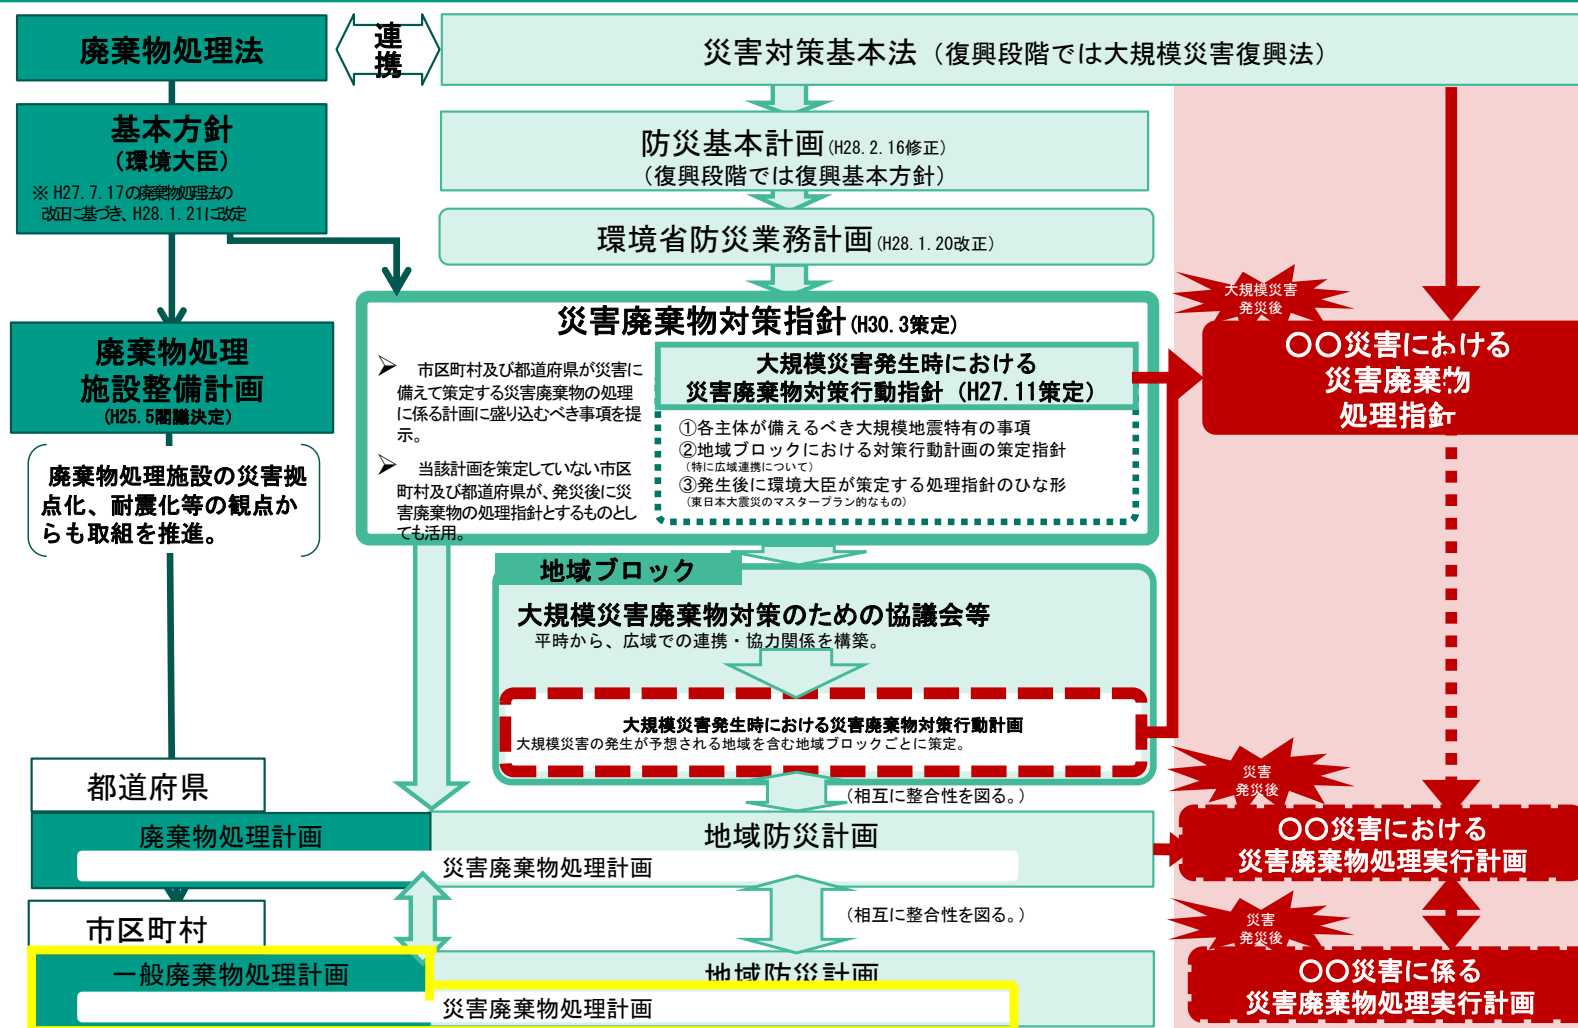 廃棄物処理法
連
携
災害対策基本法（復興段階では大規模災害復興法）
基本方針
（環境大臣）
※ H27.7.17の廃棄物処理法の
改正に基づき、H28.1.21に改定
防災基本計画(H28.2.16修正)
（復興段階では復興基本方針）
環境省防災業務計画(H28.1.20改正)
廃棄物処理
施設整備計画
(H25.5閣議決定)
廃棄物処理施設の災害拠
点化、耐震化等の観点か
らも取組を推進。
災害廃棄物対策指針(H30.3策定)
➢ 市区町村及び都道府県が災害に
備えて策定する災害廃棄物の処理
に係る計画に盛り込むべき事項を提
示。
➢ 当該計画を策定していない市区
町村及び都道府県が、発災後に災
害廃棄物の処理指針とするものとし
ても活用。
大規模災害発生時における
災害廃棄物対策行動指針（H27.11策定）
①各主体が備えるべき大規模地震特有の事項
②地域ブロックにおける対策行動計画の策定指針
（特に広域連携について）
③発生後に環境大臣が策定する処理指針のひな形
（東日本大震災のマスタープラン的なもの）
大規模災害
発災後
〇〇災害における
災害廃棄物
処理指針
地域ブロック
大規模災害廃棄物対策のための協議会等
平時から、広域での連携・協力関係を構築。
大規模災害発生時における災害廃棄物対策行動計画
大規模災害の発生が予想される地域を含む地域ブロックごとに策定。
（相互に整合性を図る。）
都道府県
廃棄物処理計画
地域防災計画
災害廃棄物処理計画
災害
発災後
〇〇災害における
災害廃棄物処理実行計画
（相互に整合性を図る。）
市区町村
一般廃棄物処理計画
地域防災計画
災害廃棄物処理計画
災害
発災後
〇〇災害に係る
災害廃棄物処理実行計画